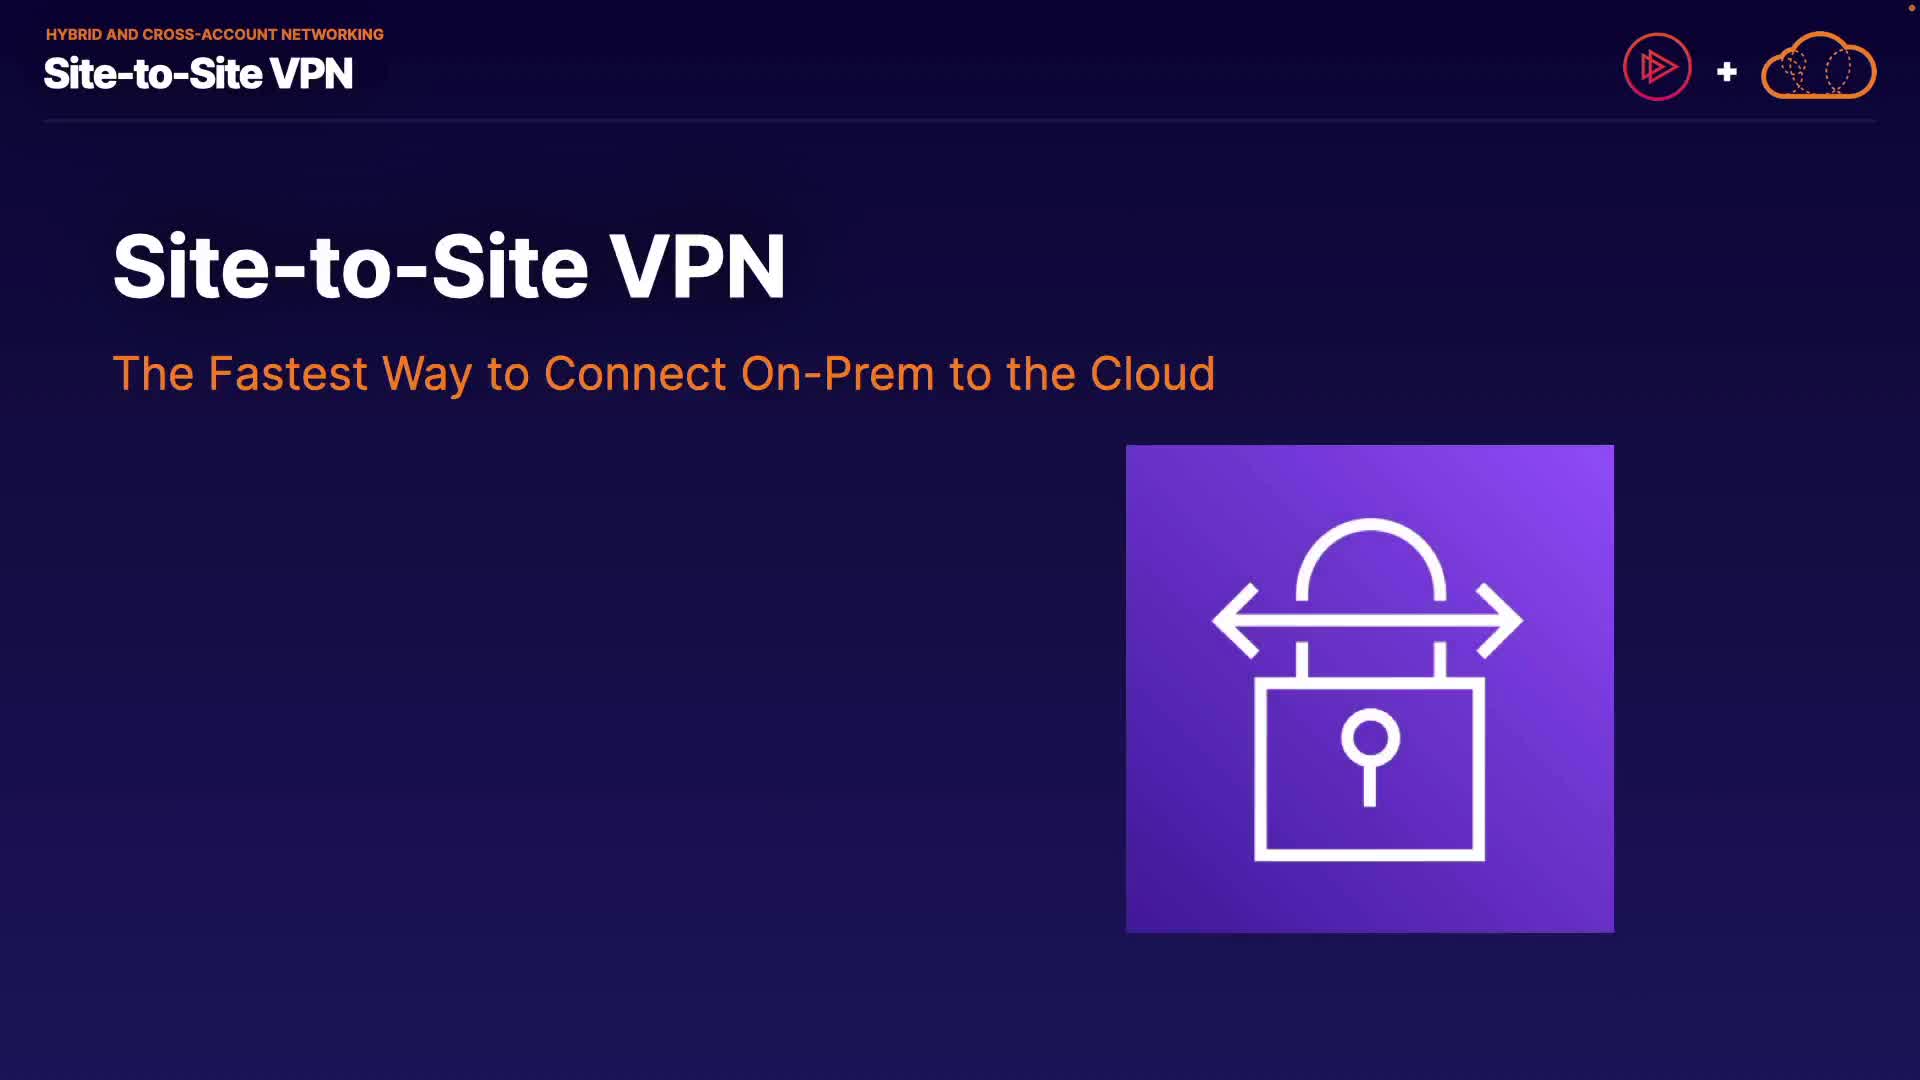 HYBRID AND CROSS-ACCOUNT NETWORKING
Site-to-Site VPN
Site-to-Site VPN
The Fastest Way to Connect On-Prem to the Cloud